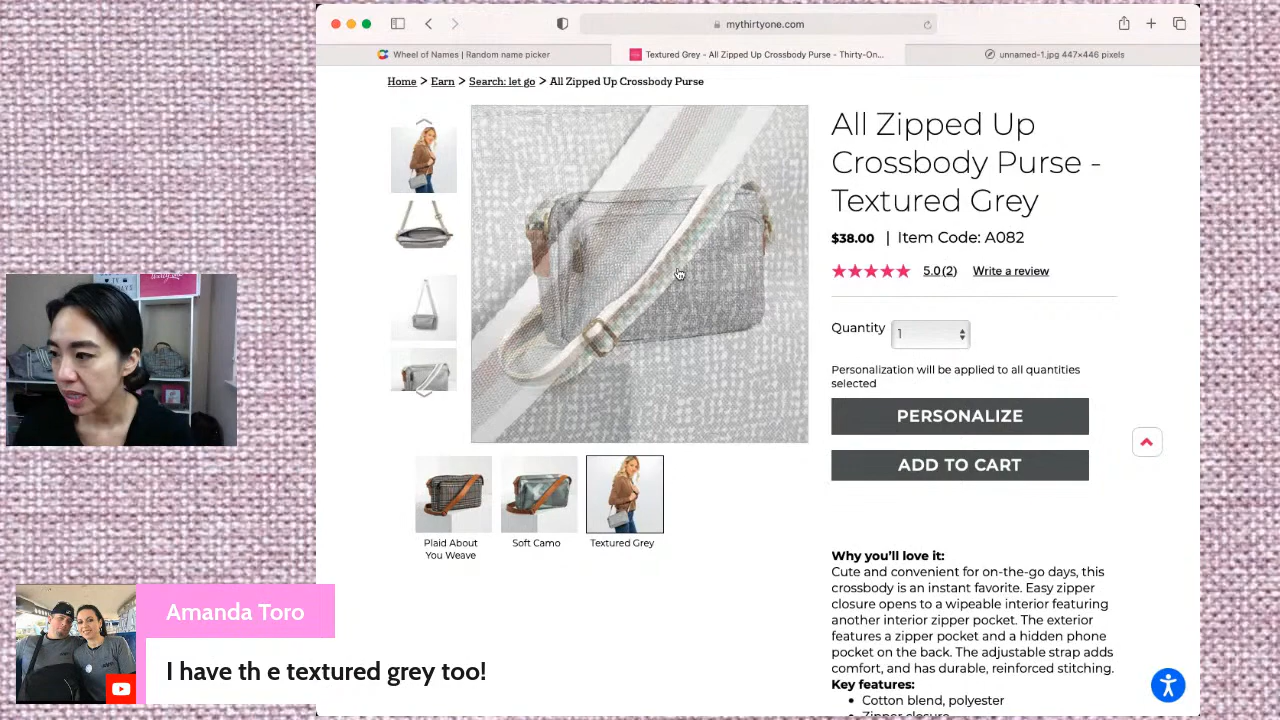 mythirtyone.com
Wheel of Names | Random name picker
Textured Grey - All Zipped Up Crossbody Purse - Thirty-On...
unnamed-1.jpg 447×446 pixels
Home > Earn > Search: let go > All Zipped Up Crossbody Purse
All Zipped Up
Crossbody Purse -
Textured Grey
$38.00 | Item Code: A082
5.0(2) Write a review
Quantity 1
Personalization will be applied to all quantities
selected
PERSONALIZE
ADD TO CART
Plaid About
You Weave
Soft Camo
Textured Grey
Why you'll love it:
Cute and convenient for on-the-go days, this
crossbody is an instant favorite. Easy zipper
closure opens to a wipeable interior featuring
another interior zipper pocket. The exterior
features a zipper pocket and a hidden phone
pocket on the back. The adjustable strap adds
comfort, and has durable, reinforced stitching.
Key features:
• Cotton blend, polyester
• Zipper closure
Amanda Toro
I have th e textured grey too!